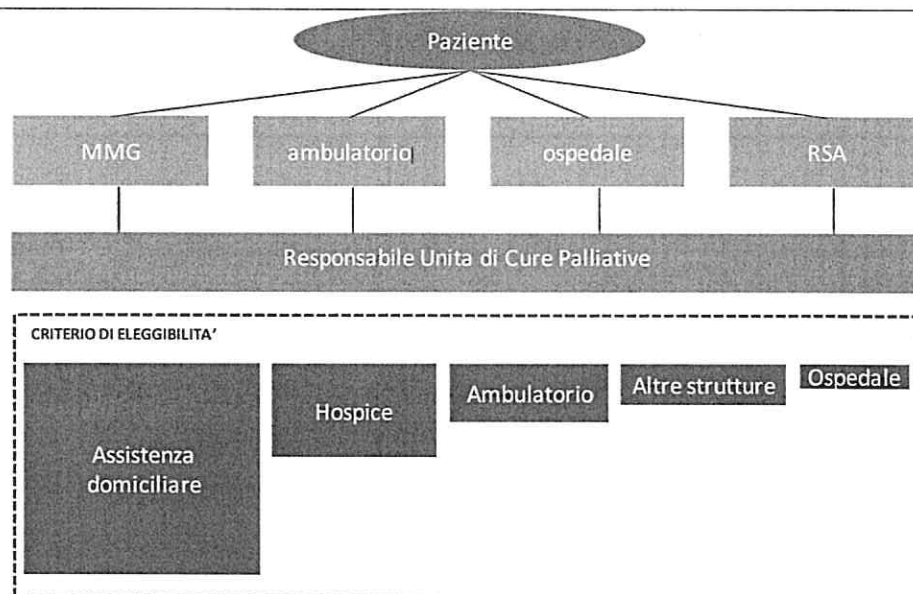 Paziente
MMG
ambulatorio
ospedale
RSA
Responsabile Unita di Cure Palliative
CRITERIO DI ELEGGIBILITA'
Assistenza
domiciliare
Hospice
Ambulatorio
Altre strutture
Ospedale